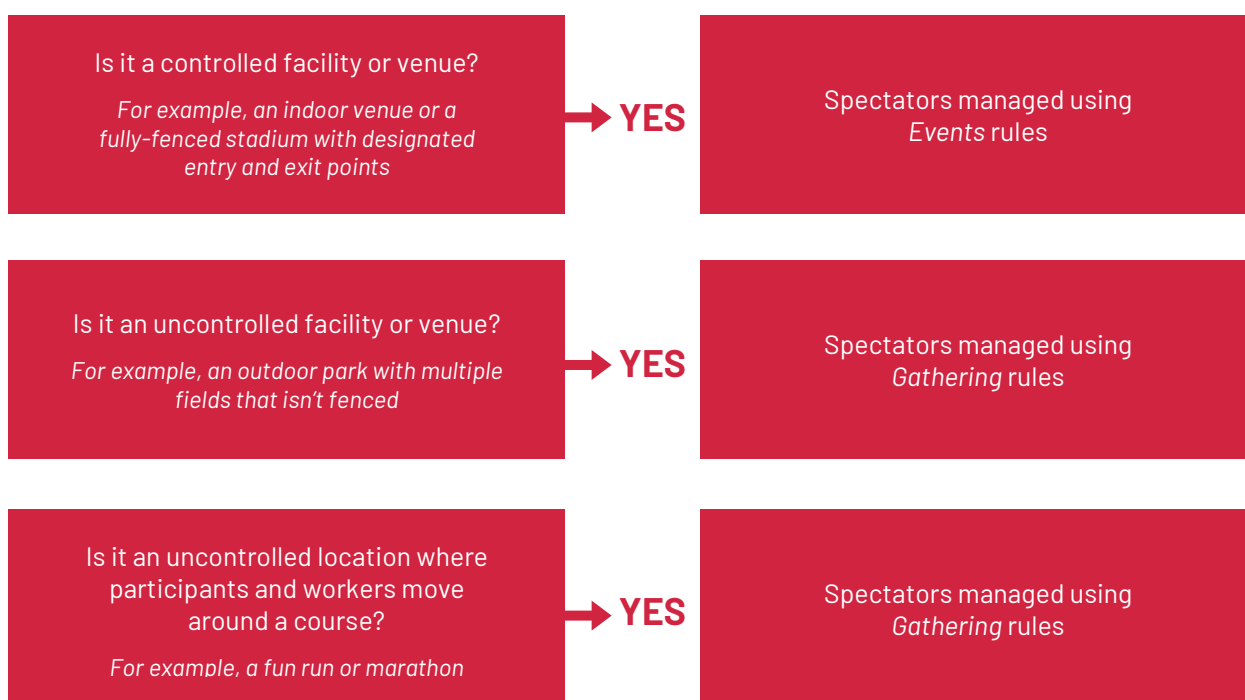 Is it a controlled facility or venue?
For example, an indoor venue or a
fully-fenced stadium with designated
entry and exit points
YES
Spectators managed using
Events rules
Is it an uncontrolled facility or venue?
For example, an outdoor park with multiple
fields that isn't fenced
YES
Spectators managed using
Gathering rules
Is it an uncontrolled location where
participants and workers move
around a course?
For example, a fun run or marathon
YES
Spectators managed using
Gathering rules